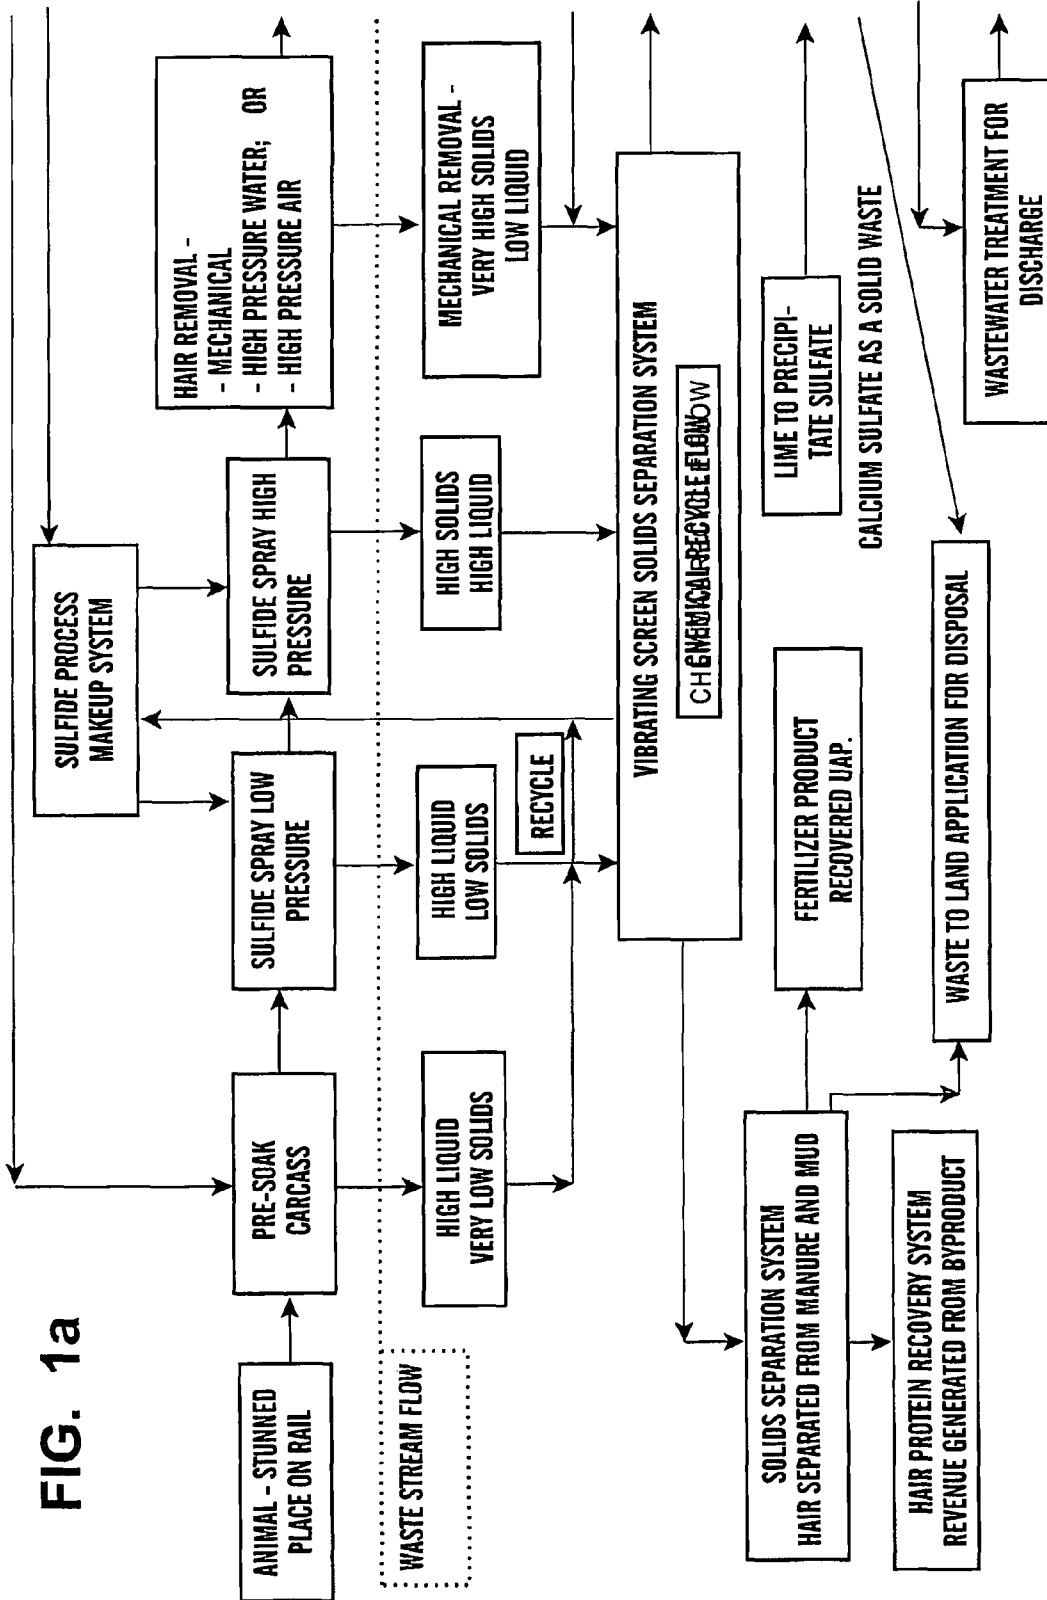 FIG. 1a
SULFIDE PROCESS
MAKEUP SYSTEM
ANIMAL - STUNNED
PLACE ON RAIL
PRE-SOAK
CARCASS
SULFIDE SPRAY LOW
PRESSURE
SULFIDE SPRAY HIGH
PRESSURE
HAIR REMOVAL -
- MECHANICAL
- HIGH PRESSURE WATER; OR
- HIGH PRESSURE AIR
WASTE STREAM FLOW
HIGH LIQUID
VERY LOW SOLIDS
HIGH LIQUID
LOW SOLIDS
HIGH SOLIDS
HIGH LIQUID
MECHANICAL REMOVAL -
VERY HIGH SOLIDS
LOW LIQUID
RECYCLE
VIBRATING SCREEN SOLIDS SEPARATION SYSTEM
CHEMICAL RECYCLE FLOW
SOLIDS SEPARATION SYSTEM
HAIR SEPARATED FROM MANURE AND MUD
FERTILIZER PRODUCT
RECOVERED UAP.
LIME TO PRECIPI-
TATE SULFATE
CALCIUM SULFATE AS A SOLID WASTE
HAIR PROTEIN RECOVERY SYSTEM
REVENUE GENERATED FROM BYPRODUCT
WASTE TO LAND APPLICATION FOR DISPOSAL
WASTEWATER TREATMENT FOR
DISCHARGE